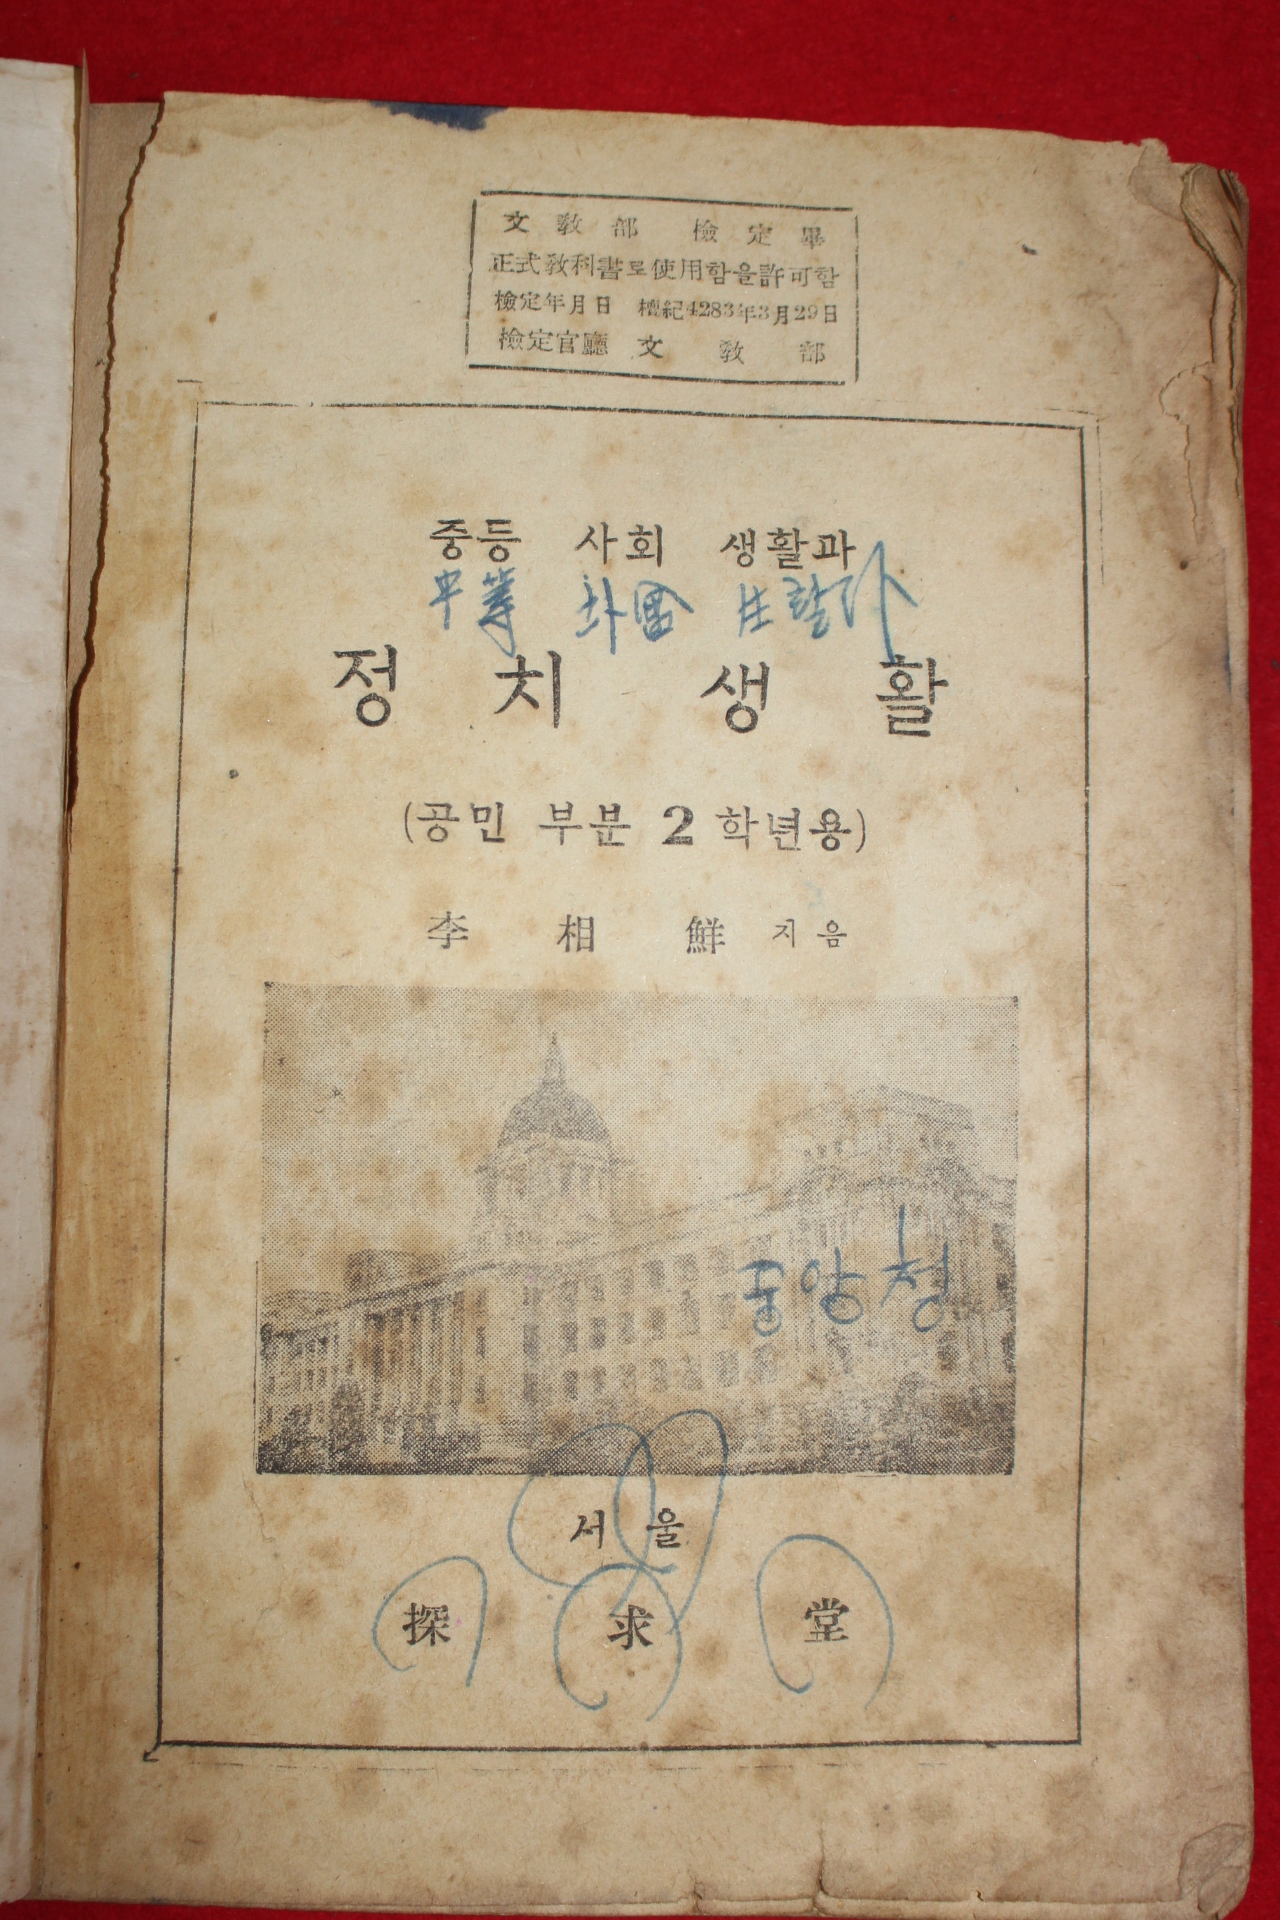 文敎部 檢定畢
正式敎科書로使用함을許可함
檢定年月日 檀紀4283年3月29日
檢定官廳 文敎部
중등 사회 생활과
정치 생활
(공민 부분 2 학년용)
李相鮮 지음
중앙청
서울
探求堂